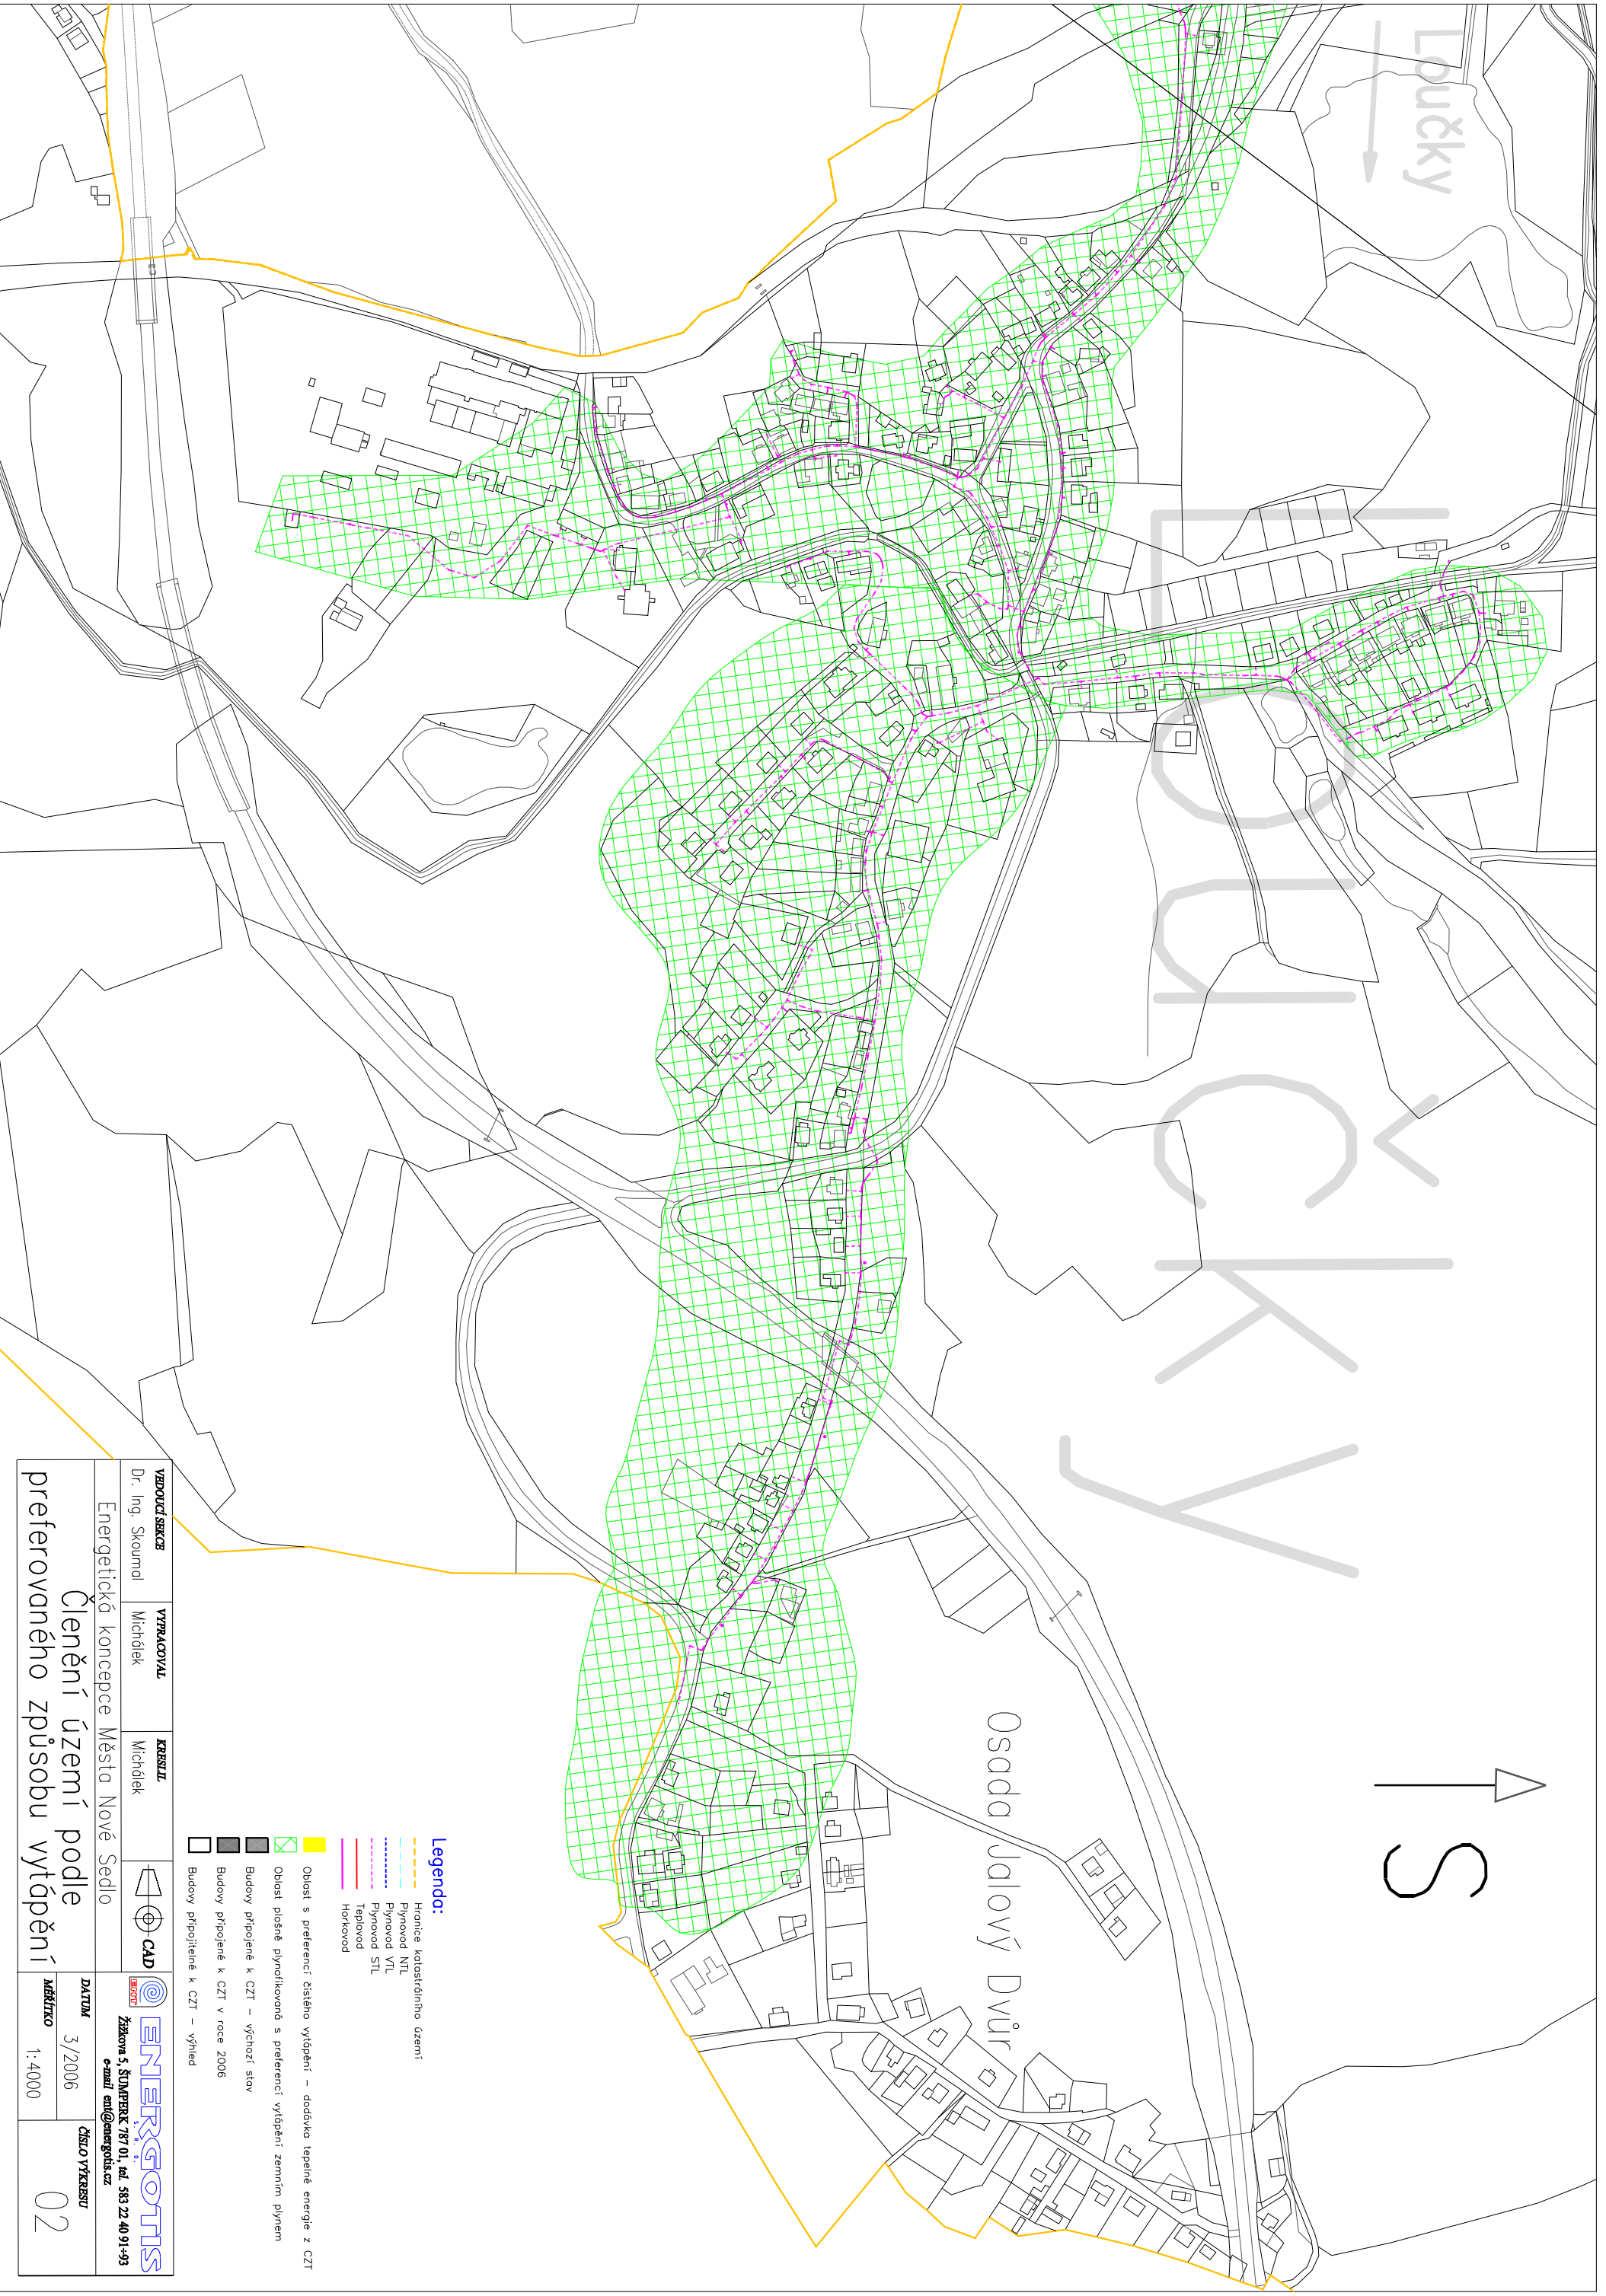 Loučky
Loučky
Osada Jalový Dvůr
S
Legenda:
Hranice katastrálního území
Plynovod NTL
Plynovod VTL
Plynovod STL
Teplovod
Horkovod
Oblast s preferencí čistého vytápění – dodávka tepelné energie z CZT
Oblast plošně plynofikovaná s preferencí vytápění zemním plynem
Budovy připojené k CZT – výchozí stav
Budovy připojené k CZT v roce 2006
Budovy připojitelné k CZT – výhled
VEDOUCÍ SEKCE
Dr. Ing. Skoumal
VYPRACOVAL
Michálek
KRESLIL
Michálek
CAD
ENERGOTIS
s. r. o.
Žižkova 5, ŠUMPERK 787 01, tel. 583 22 40 91÷93
e-mail ent@energotis.cz
Energetická koncepce Města Nové Sedlo
Členění území podle
preferovaného způsobu vytápění
DATUM
3/2006
MĚŘÍTKO
1:4000
ČÍSLO VÝKRESU
02